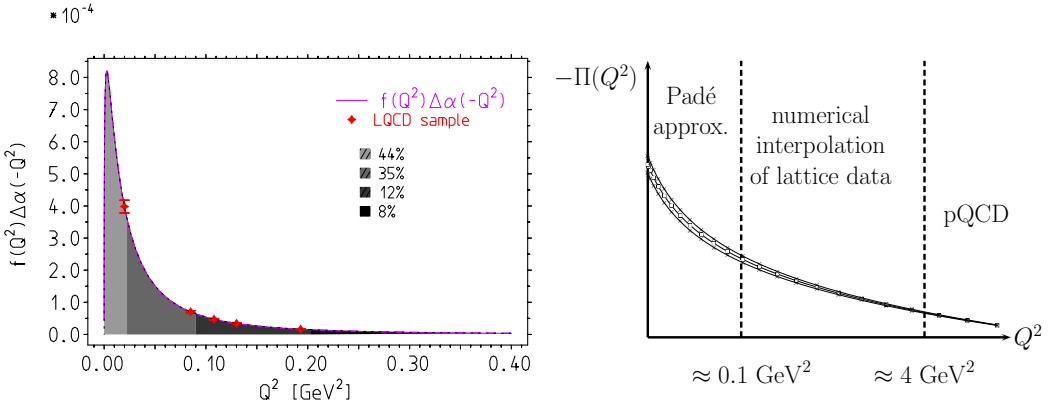 * 10⁻⁴
f(Q²)Δα(-Q²)
8.0
7.0
6.0
5.0
4.0
3.0
2.0
1.0
0.0
f(Q²)Δα(-Q²)
LQCD sample
44%
35%
12%
8%
0.00 0.10 0.20 0.30 0.40
Q² [GeV²]
−Π(Q²)
Padé
approx.
numerical
interpolation
of lattice data
pQCD
Q²
≈ 0.1 GeV²
≈ 4 GeV²